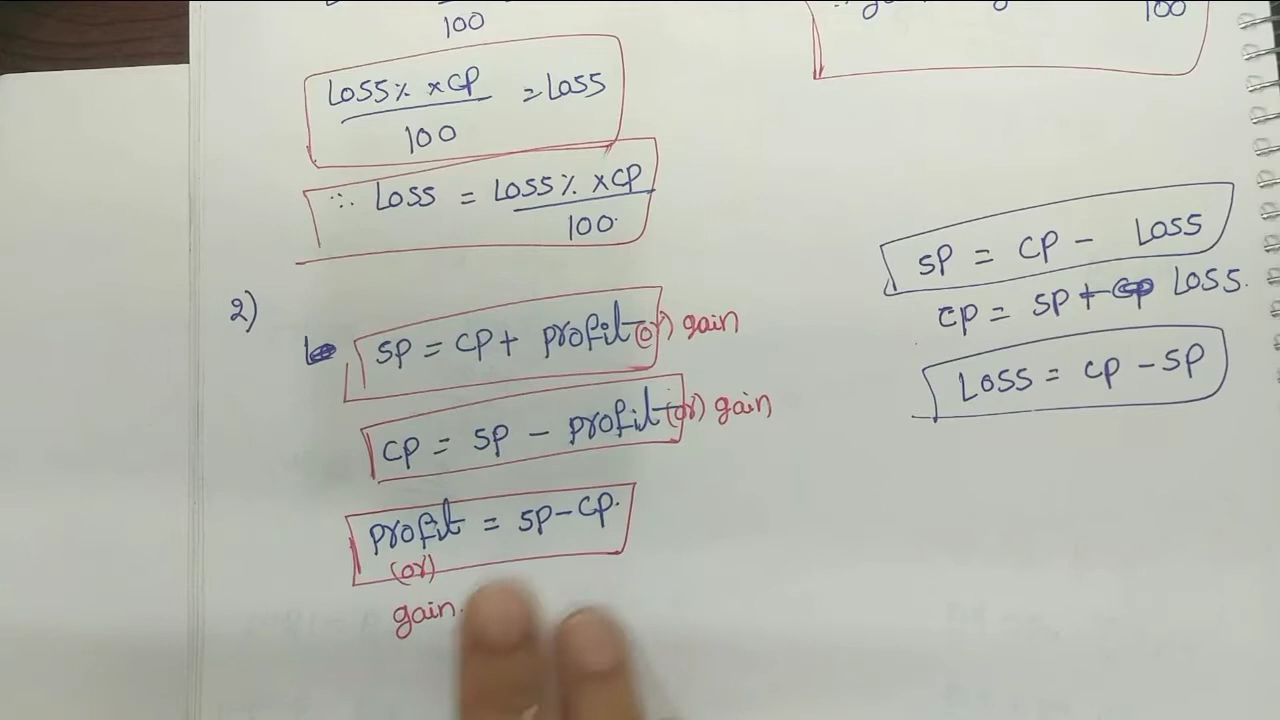 100
Loss% × CP
100
= Loss
∴ Loss = Loss% × CP
100.
2)
SP = CP + Profit (or) gain
CP = SP - Profit (or) gain
Profit = SP - CP.
(or)
gain.
100
SP = CP - Loss
CP = SP + Loss.
Loss = CP - SP